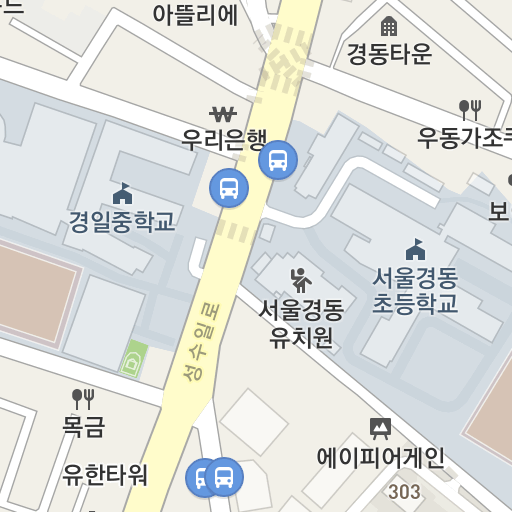 아뜰리에
경동타운
우리은행
우동가조쿠
경일중학교
보
서울경동
초등학교
서울경동
유치원
성수일로
목금
유한타워
에이피어게인
303